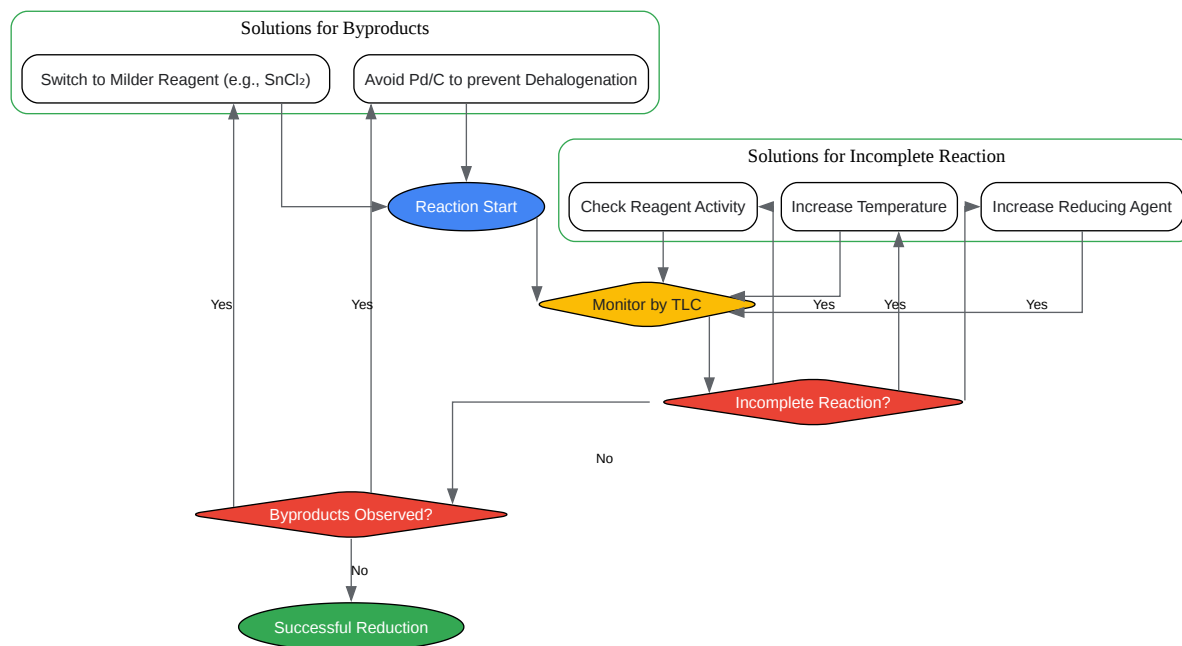 Solutions for Byproducts
Switch to Milder Reagent (e.g., SnCl₂)
Avoid Pd/C to prevent Dehalogenation
Solutions for Incomplete Reaction
Reaction Start
Check Reagent Activity
Increase Temperature
Increase Reducing Agent
Yes
Yes
Monitor by TLC
Yes
Yes
Yes
Incomplete Reaction?
No
Byproducts Observed?
No
Successful Reduction